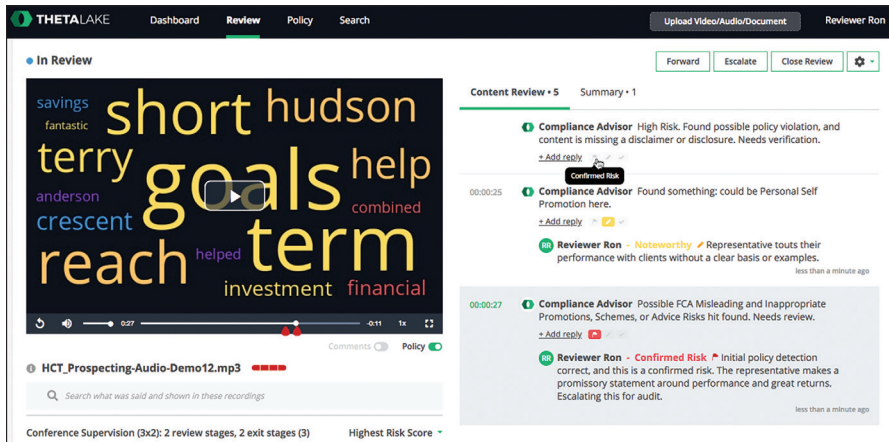 THETALAKE Dashboard Review Policy Search Upload Video/Audio/Document Reviewer Ron
In Review
Forward Escalate Close Review
Content Review • 5 Summary • 1
savings
fantastic
short
hudson
terry
goals
help
anderson
crescent
combined
reach
helped
term
investment
financial
0:27 -0:11 1x
Comments Policy
HCT_Prospecting-Audio-Demo12.mp3
Search what was said and shown in these recordings
Conference Supervision (3x2): 2 review stages, 2 exit stages (3) Highest Risk Score
Compliance Advisor High Risk. Found possible policy violation, and
content is missing a disclaimer or disclosure. Needs verification.
+ Add reply
Confirmed Risk
00:00:25 Compliance Advisor Found something: could be Personal Self
Promotion here.
+ Add reply
RR Reviewer Ron - Noteworthy Representative touts their
performance with clients without a clear basis or examples.
less than a minute ago
00:00:27 Compliance Advisor Possible FCA Misleading and Inappropriate
Promotions, Schemes, or Advice Risks hit found. Needs review.
+ Add reply
RR Reviewer Ron - Confirmed Risk Initial policy detection
correct, and this is a confirmed risk. The representative makes a
promissory statement around performance and great returns.
Escalating this for audit.
less than a minute ago